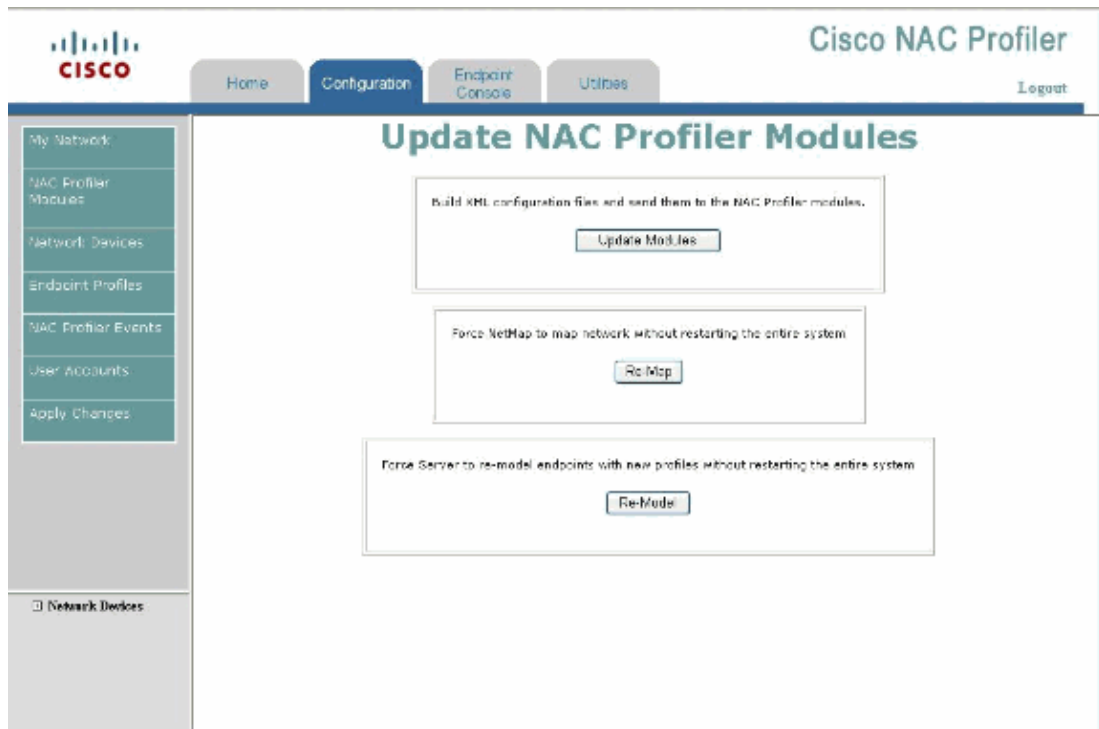 CISCO
Cisco NAC Profiler
Home
Configuration
Endpoint
Console
Utilities
Logout
My Network
NAC Profiler
Modules
Network Devices
Endpoint Profiles
NAC Profiler Events
User Accounts
Apply Changes
Network Devices
Update NAC Profiler Modules
Build XML configuration files and send them to the NAC Profiler modules.
Update Modules
Force NetMap to map network without restarting the entire system
Re-Map
Force Server to re-model endpoints with new profiles without restarting the entire system
Re-Model